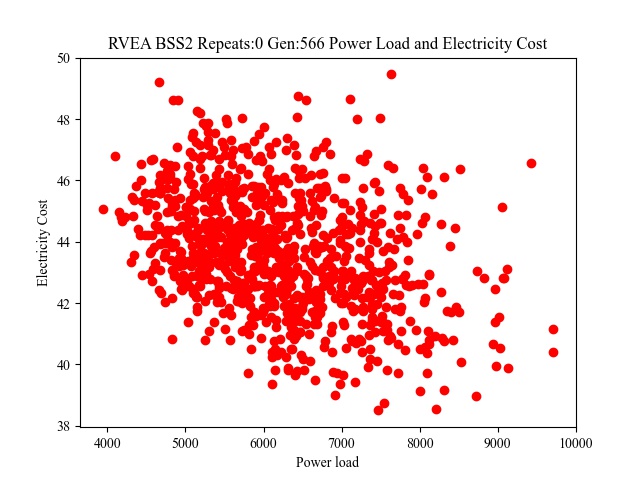 RVEA BSS2 Repeats:0 Gen:566 Power Load and Electricity Cost
50
48
46
44
42
40
38
Electricity Cost
4000 5000 6000 7000 8000 9000 10000
Power load